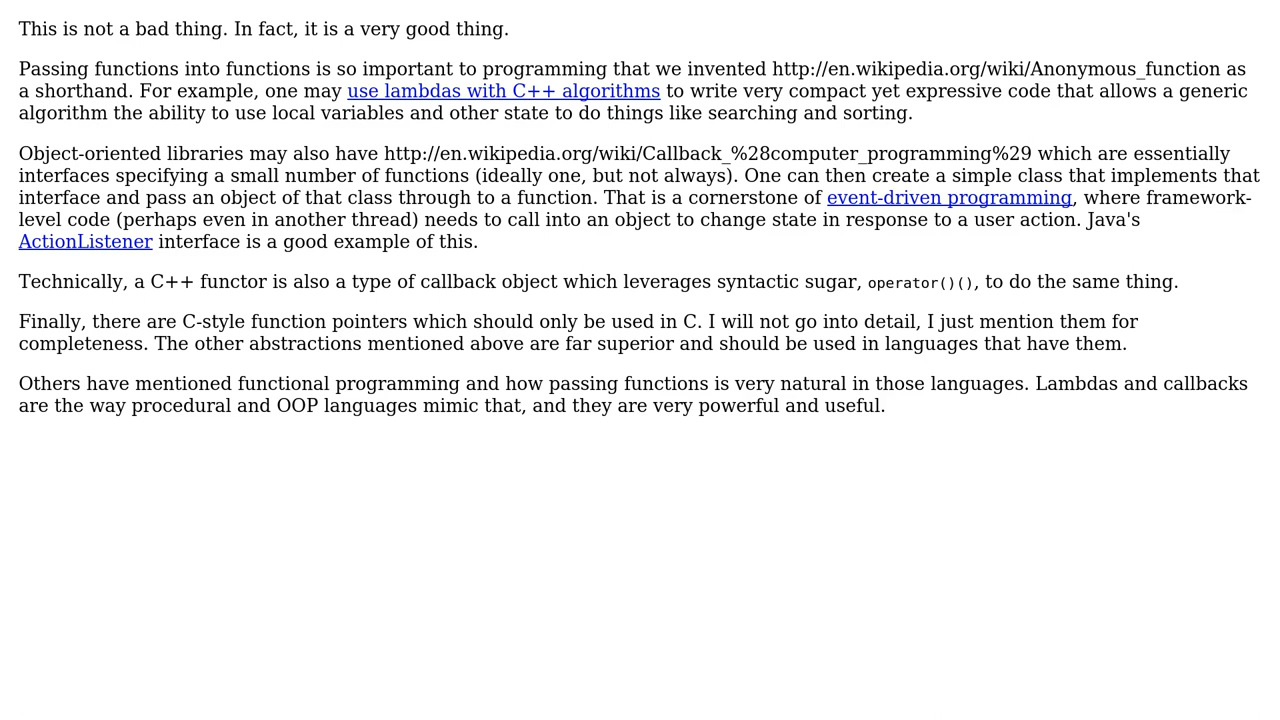 This is not a bad thing. In fact, it is a very good thing.
Passing functions into functions is so important to programming that we invented http://en.wikipedia.org/wiki/Anonymous_function as
a shorthand. For example, one may use lambdas with C++ algorithms to write very compact yet expressive code that allows a generic
algorithm the ability to use local variables and other state to do things like searching and sorting.
Object-oriented libraries may also have http://en.wikipedia.org/wiki/Callback_%28computer_programming%29 which are essentially
interfaces specifying a small number of functions (ideally one, but not always). One can then create a simple class that implements that
interface and pass an object of that class through to a function. That is a cornerstone of event-driven programming, where framework-
level code (perhaps even in another thread) needs to call into an object to change state in response to a user action. Java's
ActionListener interface is a good example of this.
Technically, a C++ functor is also a type of callback object which leverages syntactic sugar, operator()(), to do the same thing.
Finally, there are C-style function pointers which should only be used in C. I will not go into detail, I just mention them for
completeness. The other abstractions mentioned above are far superior and should be used in languages that have them.
Others have mentioned functional programming and how passing functions is very natural in those languages. Lambdas and callbacks
are the way procedural and OOP languages mimic that, and they are very powerful and useful.